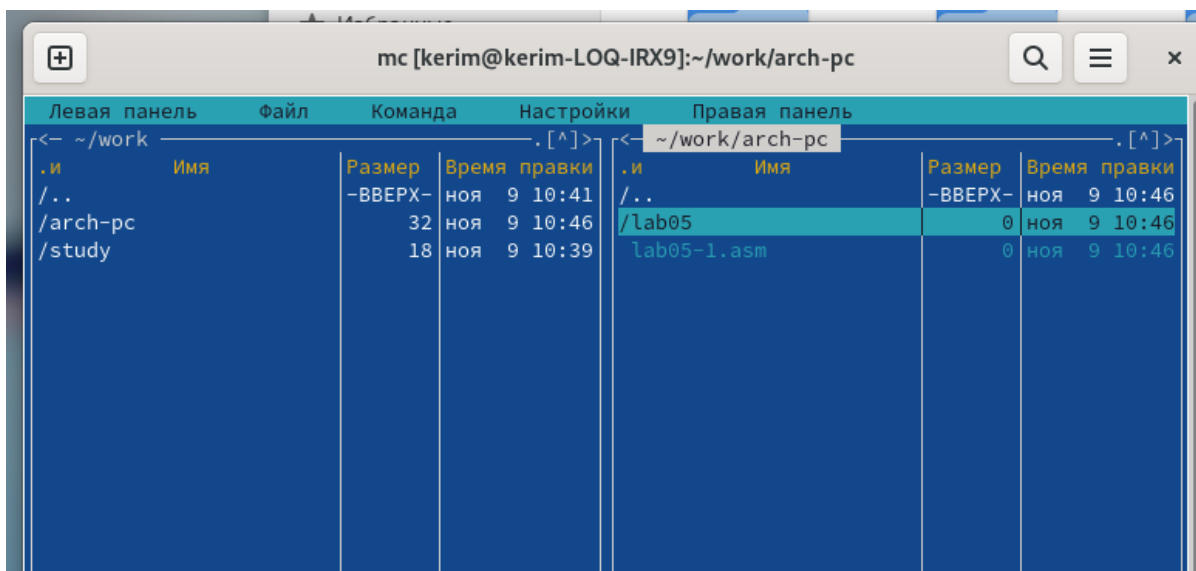 mc [kerim@kerim-LOQ-IRX9]:~/work/arch-pc
Левая панель Файл Команда Настройки Правая панель
<— ~/work .[^]> <— ~/work/arch-pc .[^]>
.и Имя Размер Время правки .и Имя Размер Время правки
/.. -ВВЕРХ- ноя 9 10:41 /.. -ВВЕРХ- ноя 9 10:46
/arch-pc 32 ноя 9 10:46 /lab05 0 ноя 9 10:46
/study 18 ноя 9 10:39 lab05-1.asm 0 ноя 9 10:46